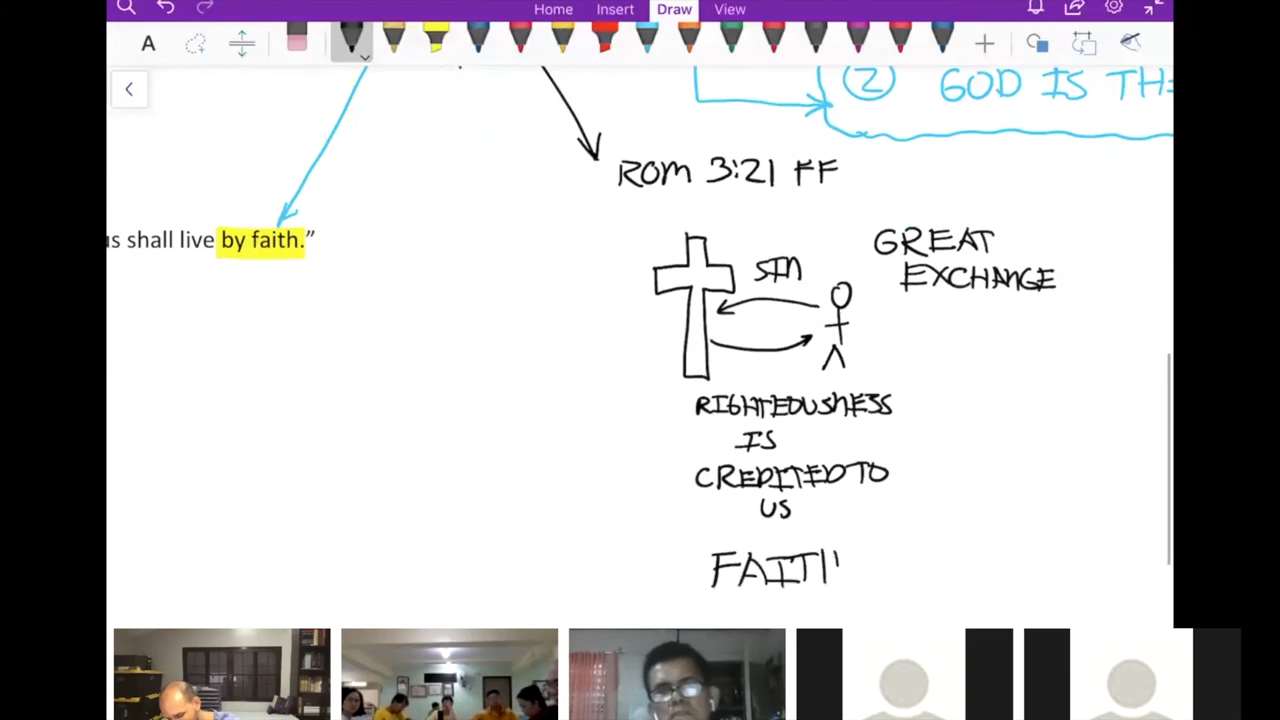 Home Insert Draw View
A
② GOD IS TH
ROM 3:21 FF
shall live by faith.”
GREAT
EXCHANGE
SIN
RIGHTEOUSNESS
IS
CREDITED TO
US
FAIT